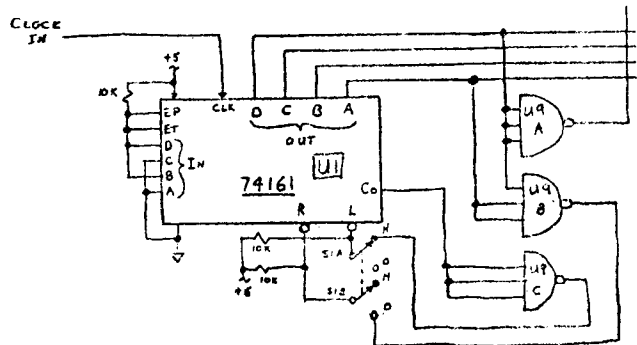 CLOCK
IN
+5
10K
CLK
D C B A
OUT
EP
ET
D
C
B
A
IN
74161
U1
Co
R
L
U9
A
U9
B
U9
C
10K
10K
+5
S1A
S1B
H
O
H
O